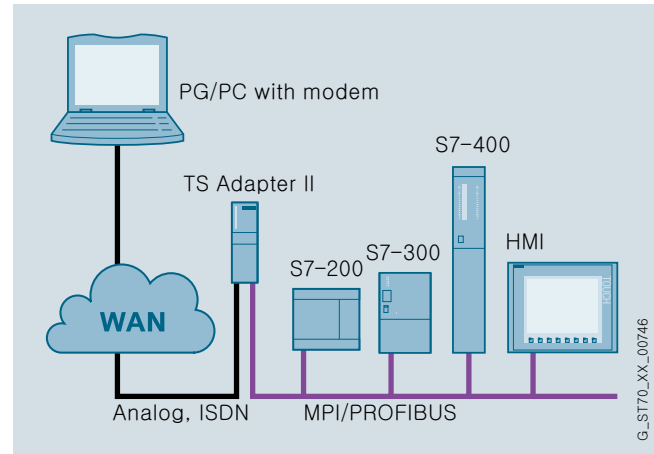 PG/PC with modem
S7-400
TS Adapter II
HMI
S7-300
S7-200
TOUCH
WAN
Analog, ISDN
MPI/PROFIBUS
G_ST70_XX_00746